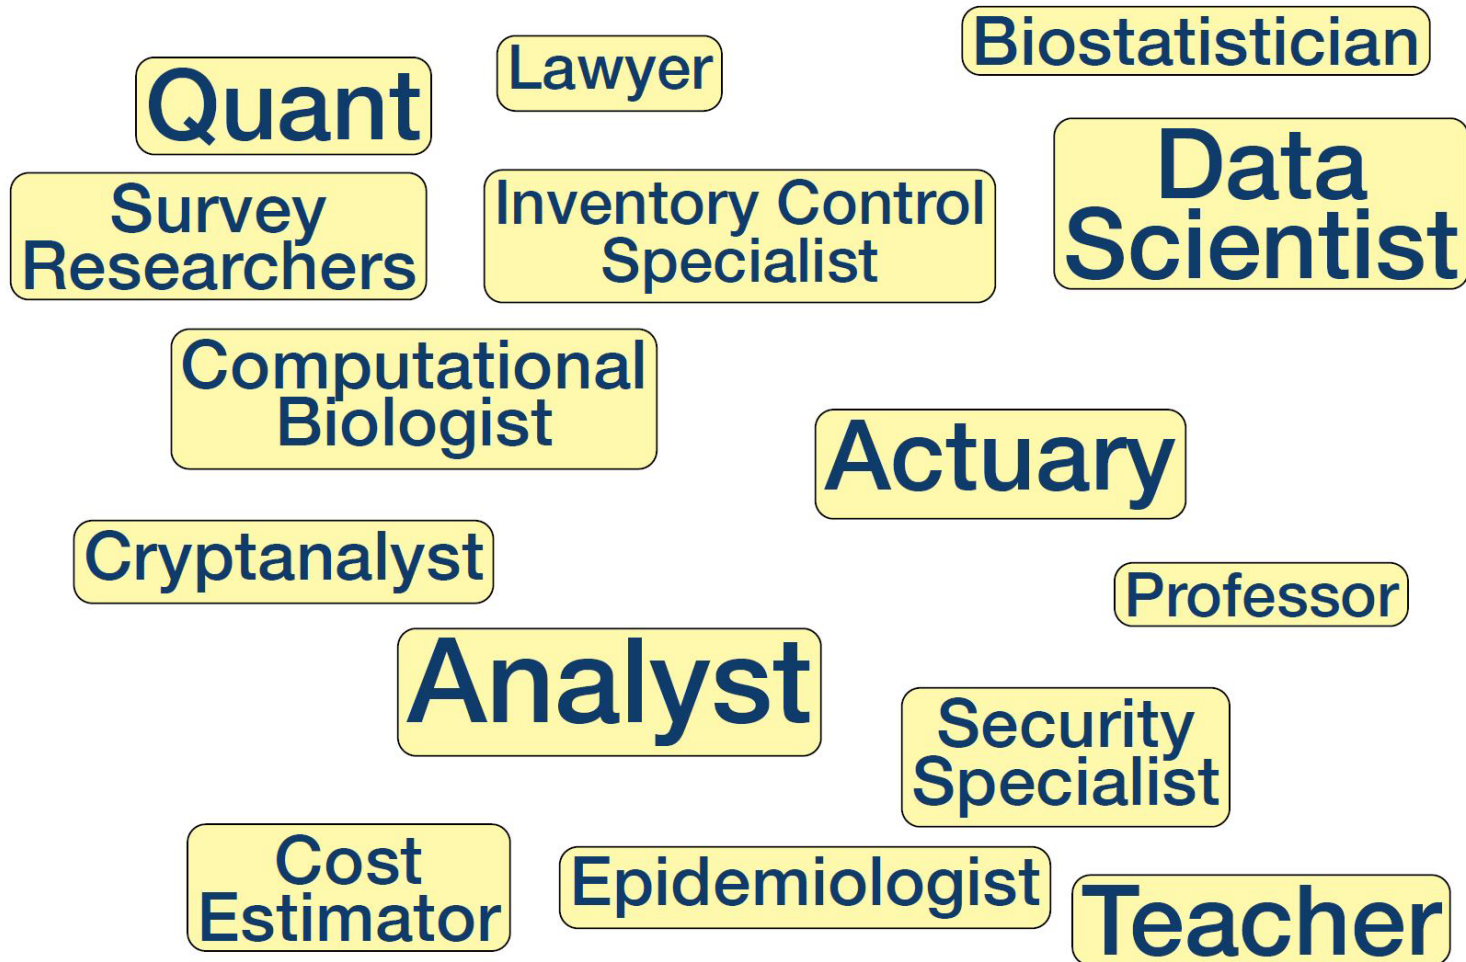 Biostatistician
Lawyer
Quant
Data
Scientist
Survey
Researchers
Inventory Control
Specialist
Computational
Biologist
Actuary
Cryptanalyst
Professor
Analyst
Security
Specialist
Cost
Estimator
Epidemiologist
Teacher